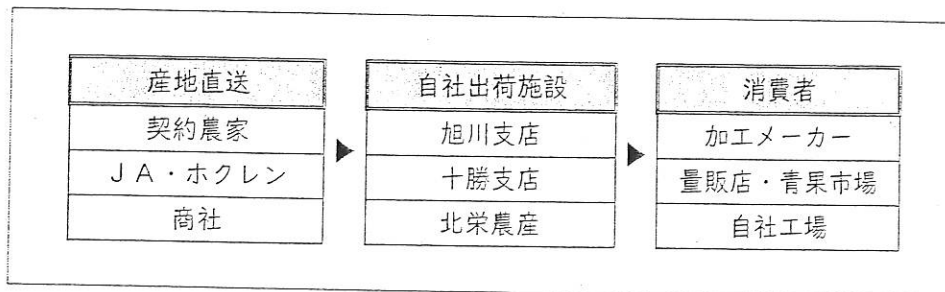 産地直送
契約農家
JA・ホクレン
商社
自社出荷施設
旭川支店
十勝支店
北栄農産
消費者
加工メーカー
量販店・青果市場
自社工場